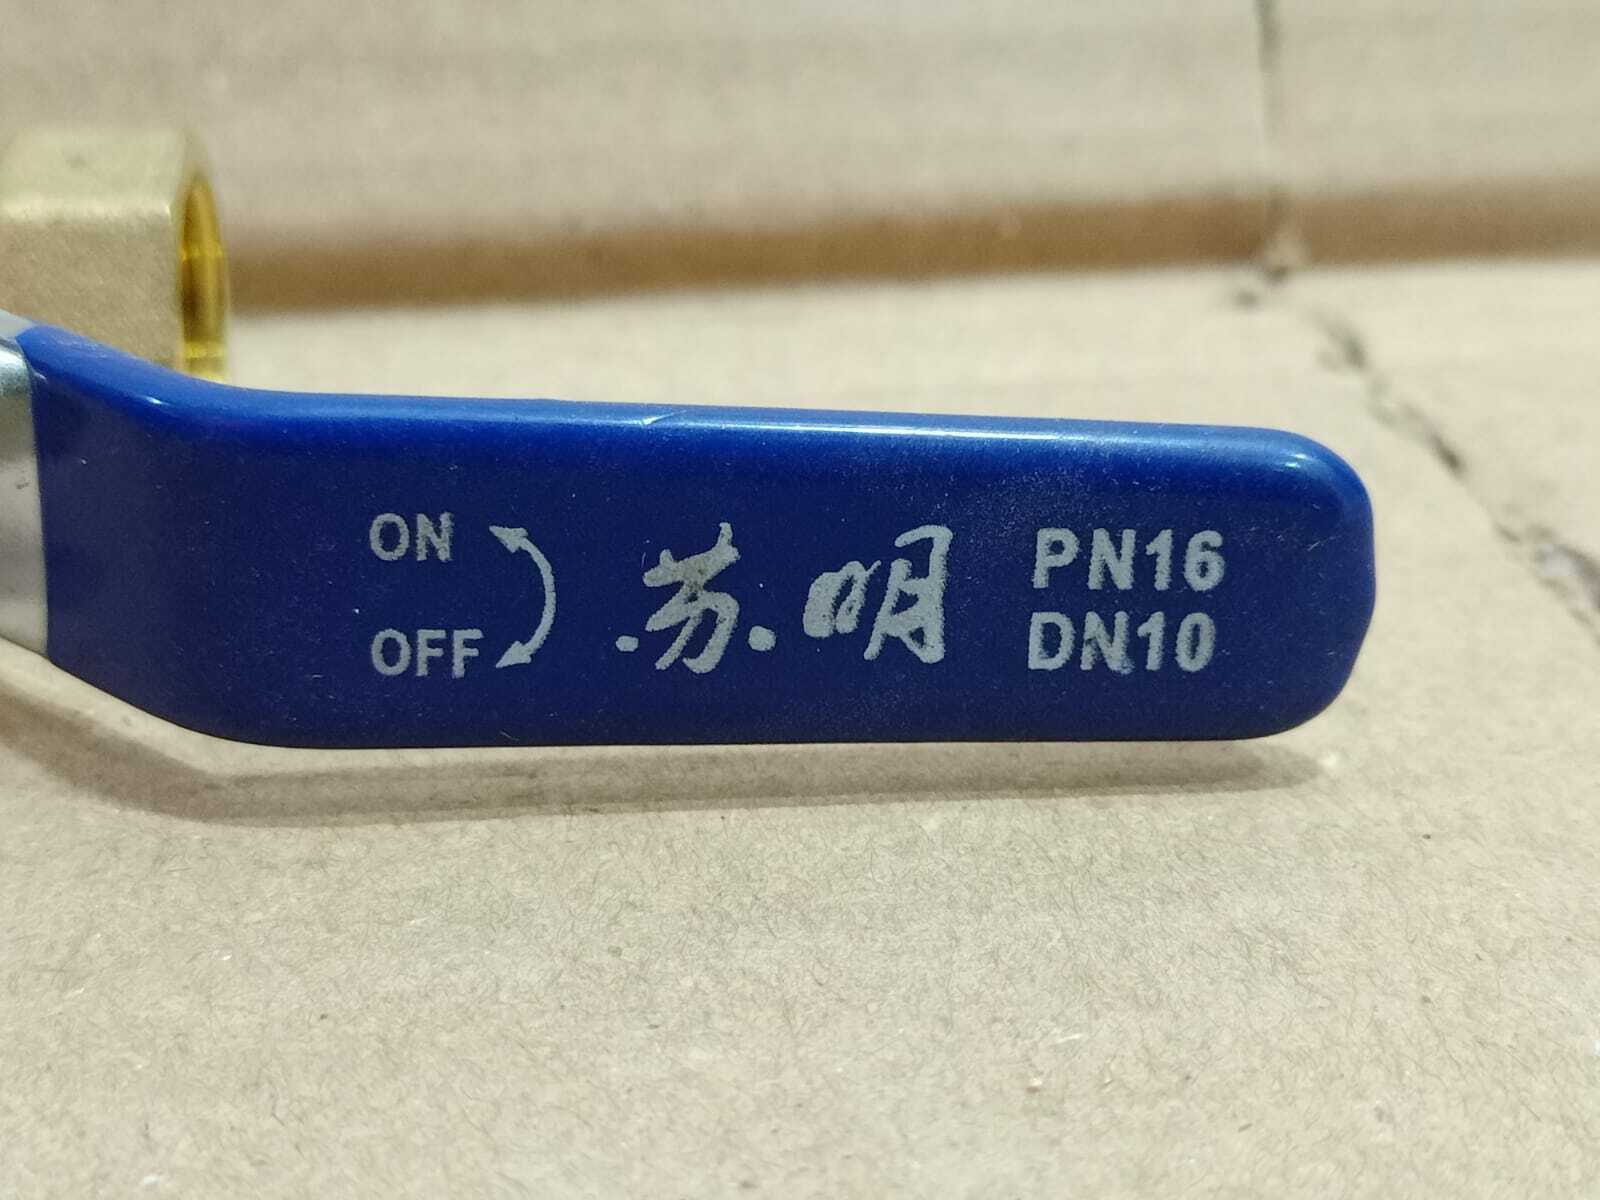 ON
OFF
苏明
PN16
DN10